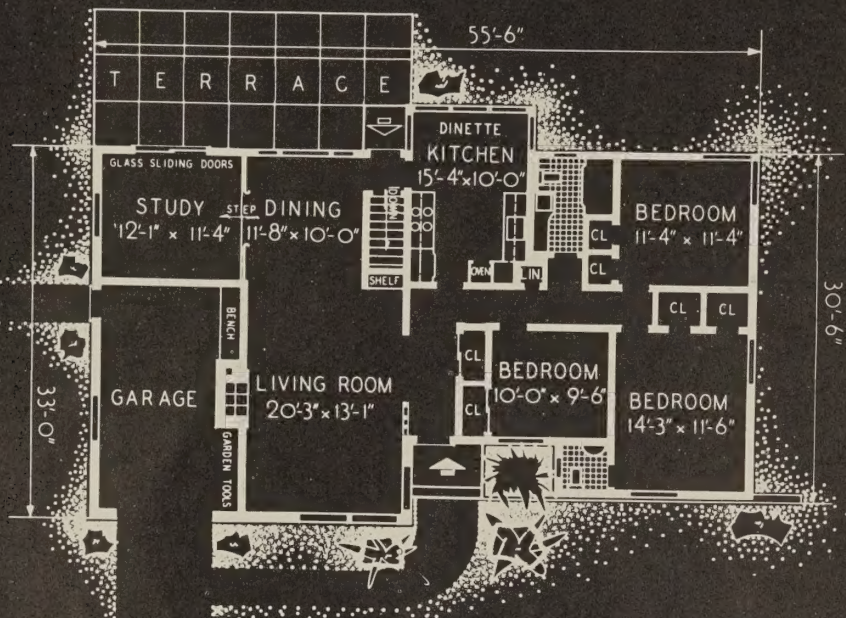 55'-6"
T E R R A C E
DINETTE
KITCHEN
15'-4"x10'-0"
GLASS SLIDING DOORS
STUDY
12'-1" x 11'-4"
STEP
DINING
11'-8"x10'-0"
DOWN
SHELF
OVEN
LIN.
CL
CL
BEDROOM
11'-4" x 11'-4"
CL
CL
30'-6"
33'-0"
BENCH
GARAGE
GARDEN TOOLS
LIVING ROOM
20'-3"x13'-1"
CL
CL
BEDROOM
10'-0" x 9'-6"
BEDROOM
14'-3" x 11'-6"